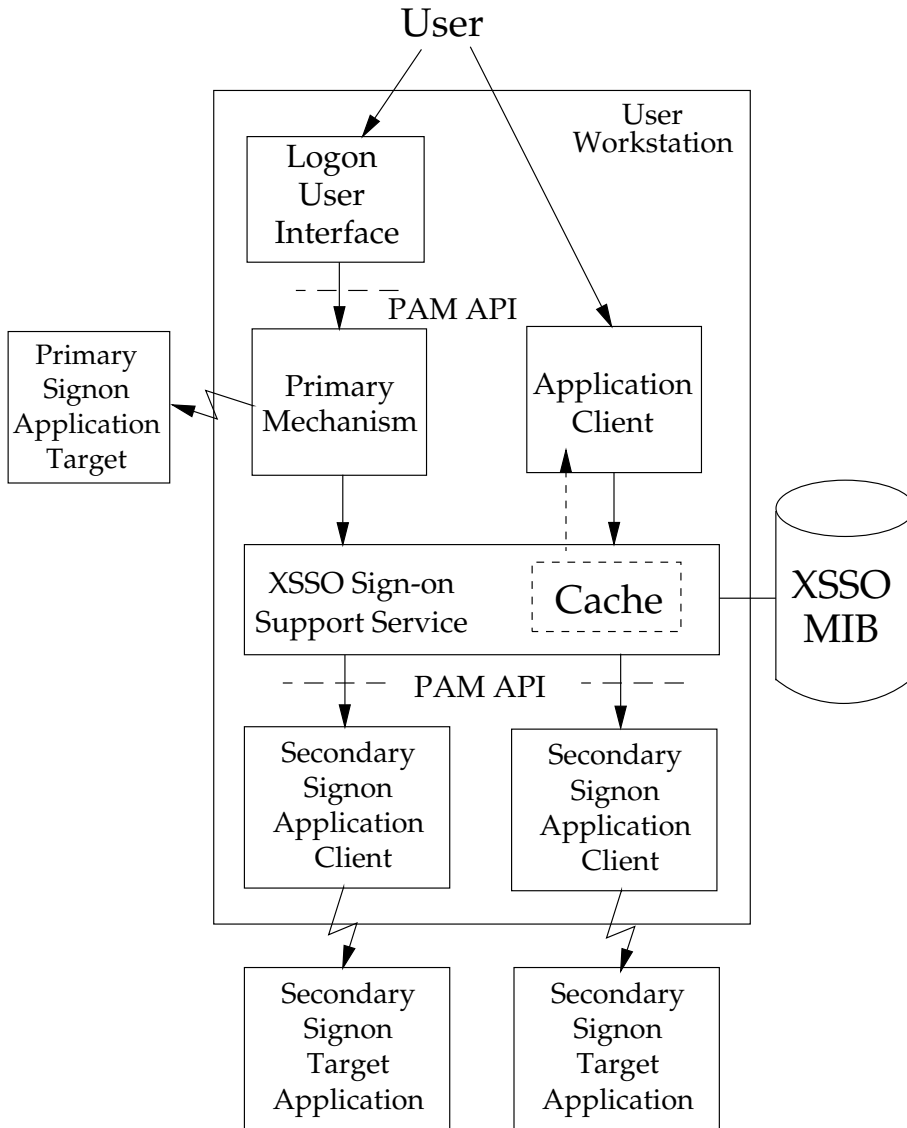 User
User
Workstation
Logon
User
Interface
PAM API
Primary
Signon
Application
Target
Primary
Mechanism
Application
Client
XSSO Sign-on
Support Service
Cache
XSSO
MIB
PAM API
Secondary
Signon
Application
Client
Secondary
Signon
Application
Client
Secondary
Signon
Target
Application
Secondary
Signon
Target
Application